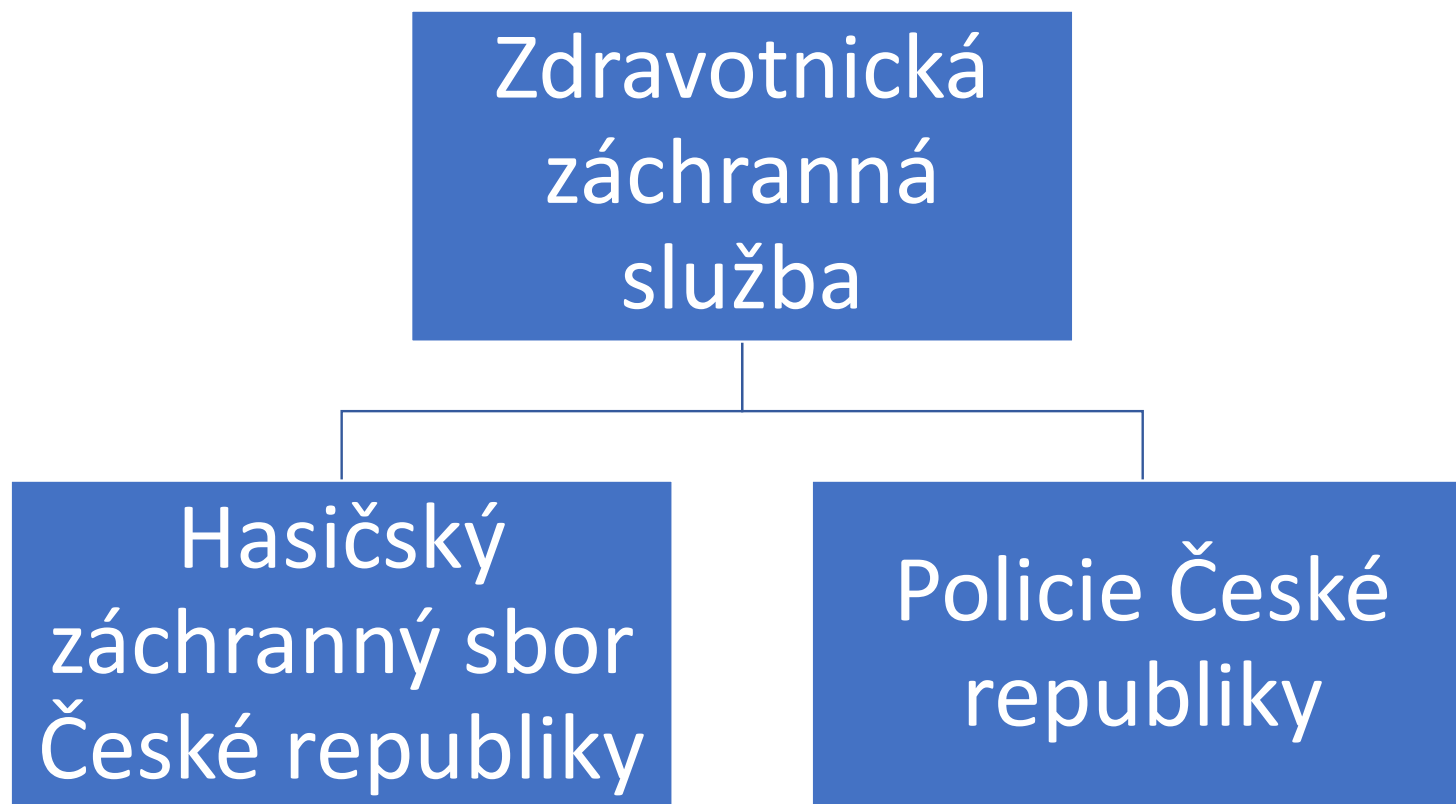 Zdravotnická
záchranná
služba
Hasičský
záchranný sbor
České republiky
Policie České
republiky